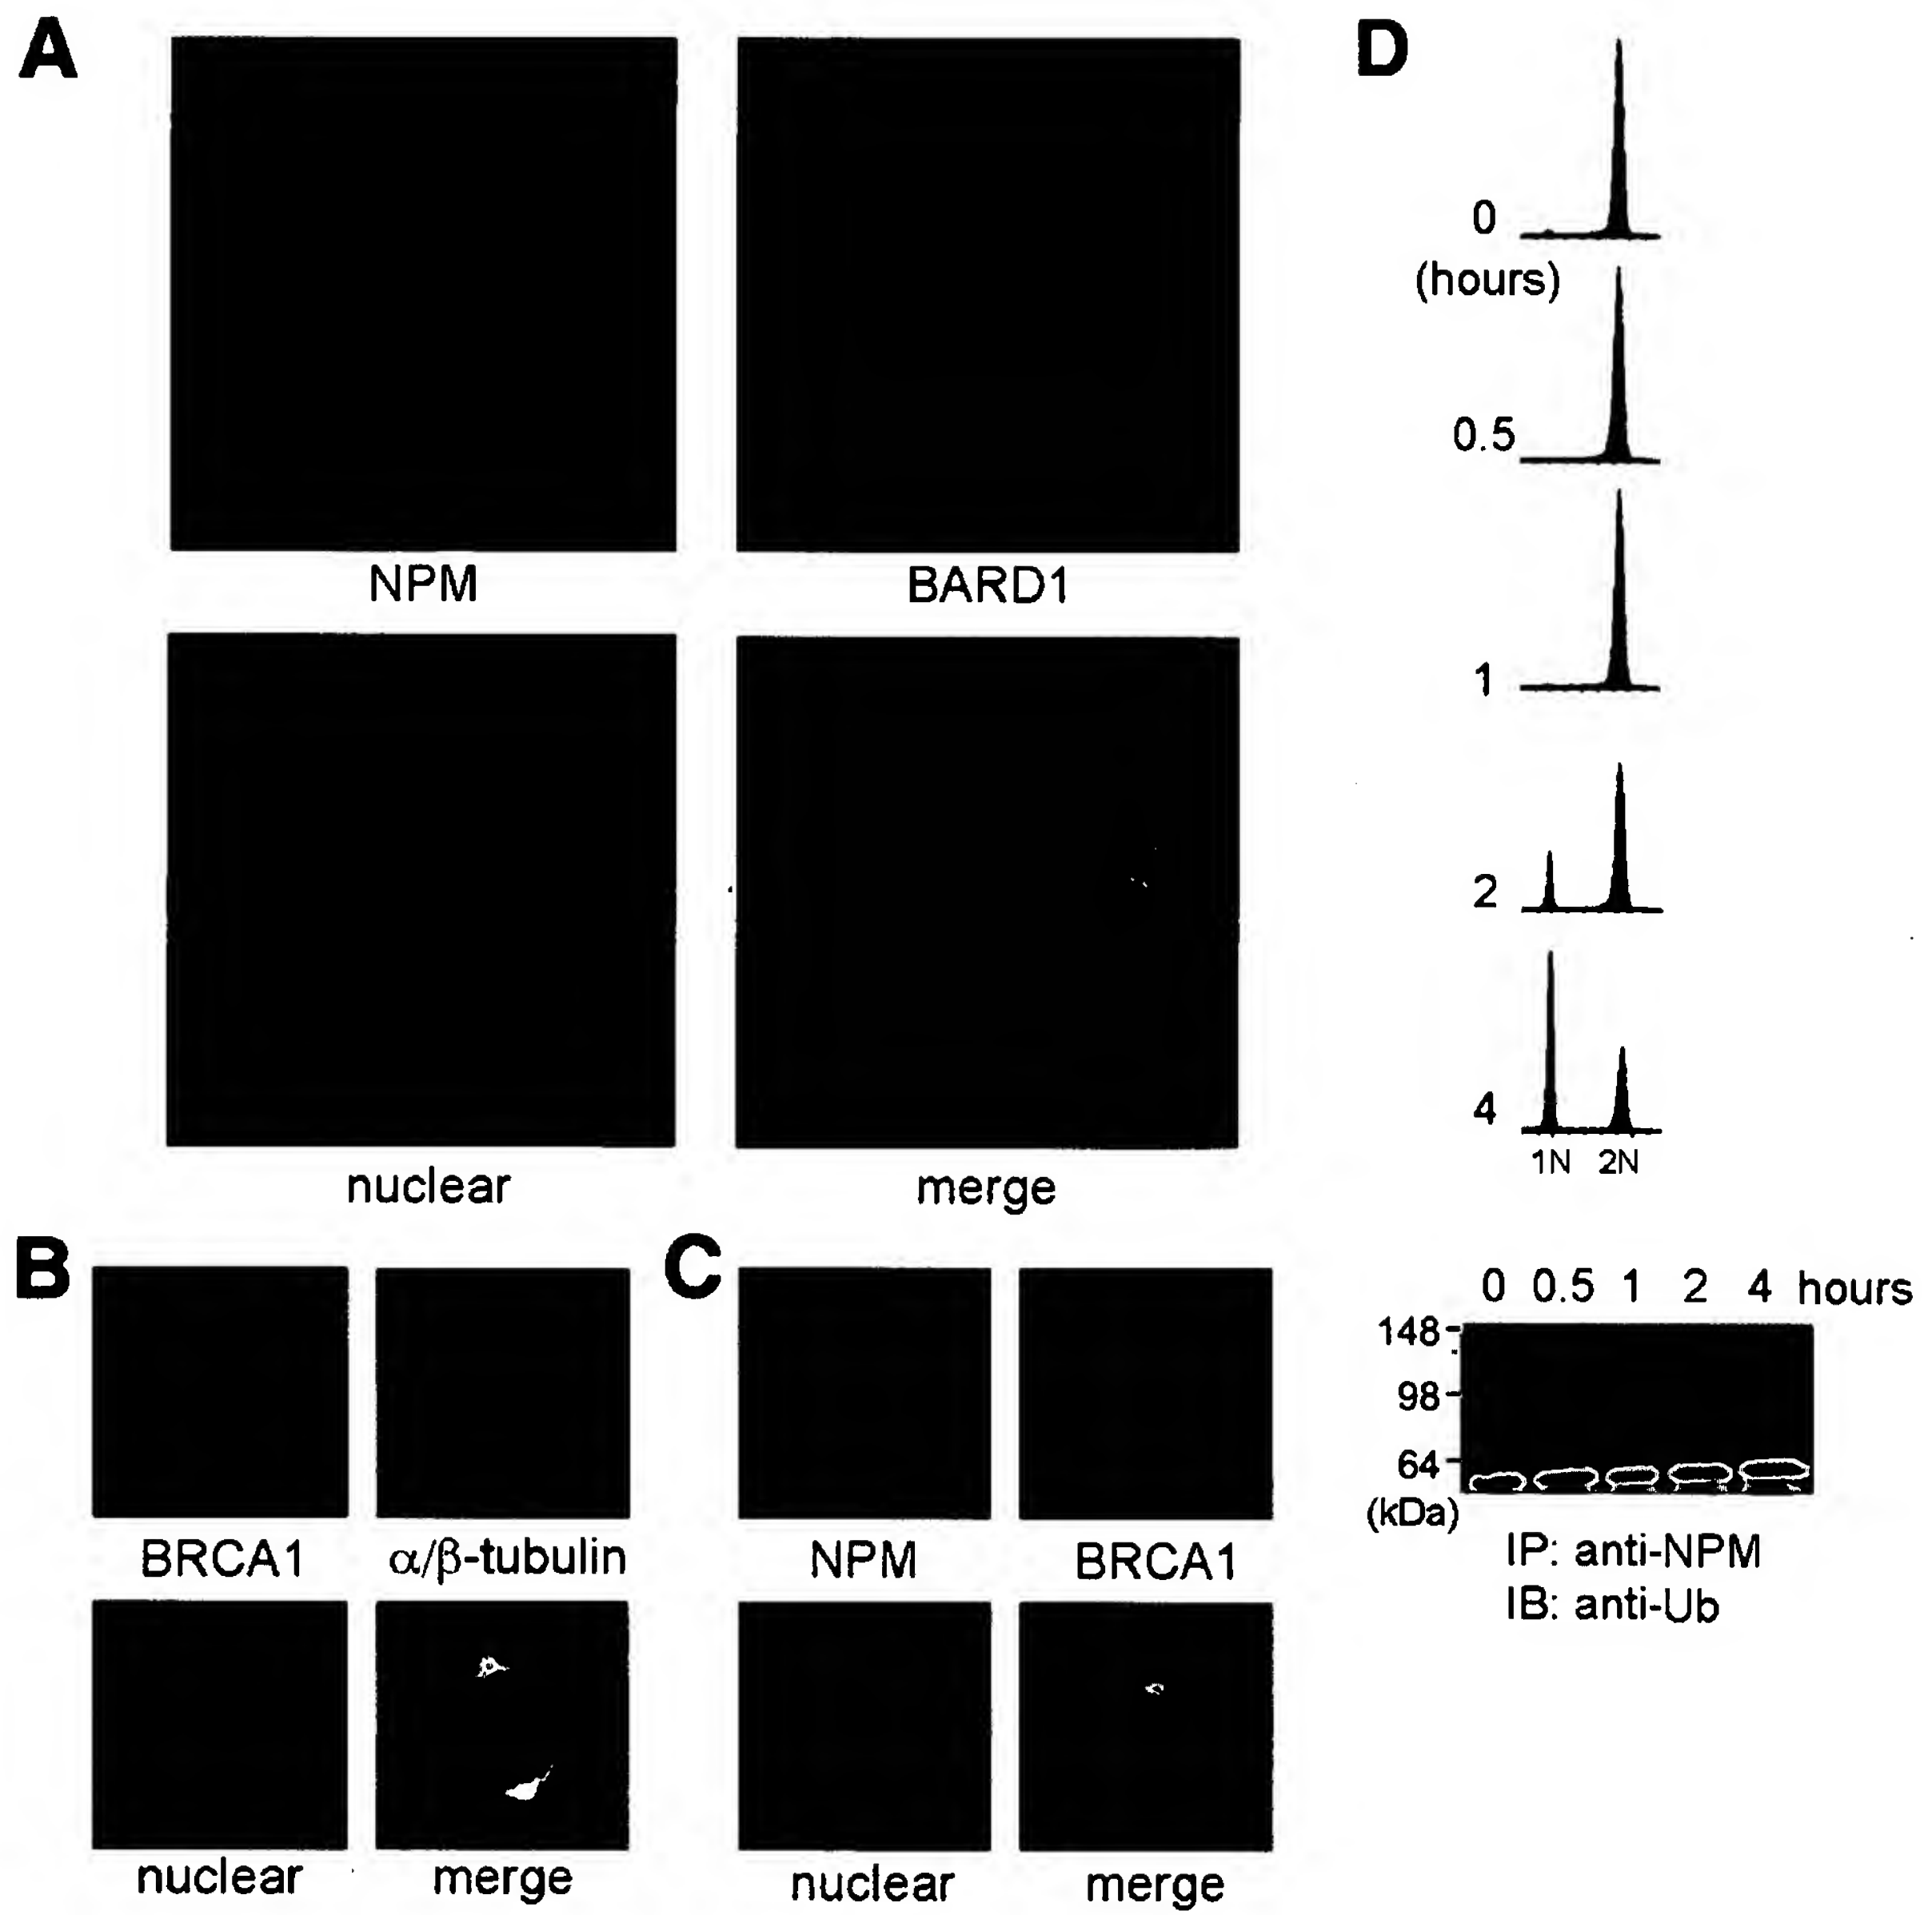 A
D
NPM
BARD1
nuclear
merge
0
(hours)
0.5
1
2
4
1N 2N
B
C
BRCA1
α/β-tubulin
NPM
BRCA1
nuclear
merge
nuclear
merge
0 0.5 1 2 4 hours
148
98
64
(kDa)
IP: anti-NPM
IB: anti-Ub